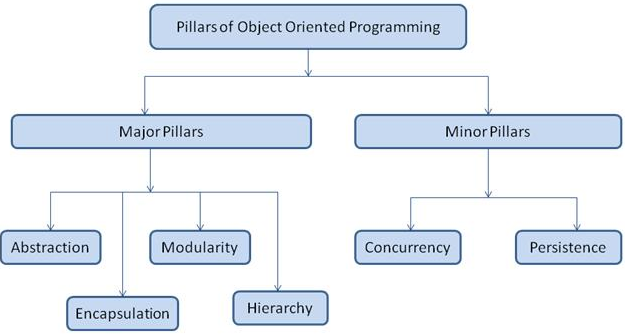 Pillars of Object Oriented Programming
Major Pillars
Minor Pillars
Abstraction
Modularity
Concurrency
Persistence
Encapsulation
Hierarchy